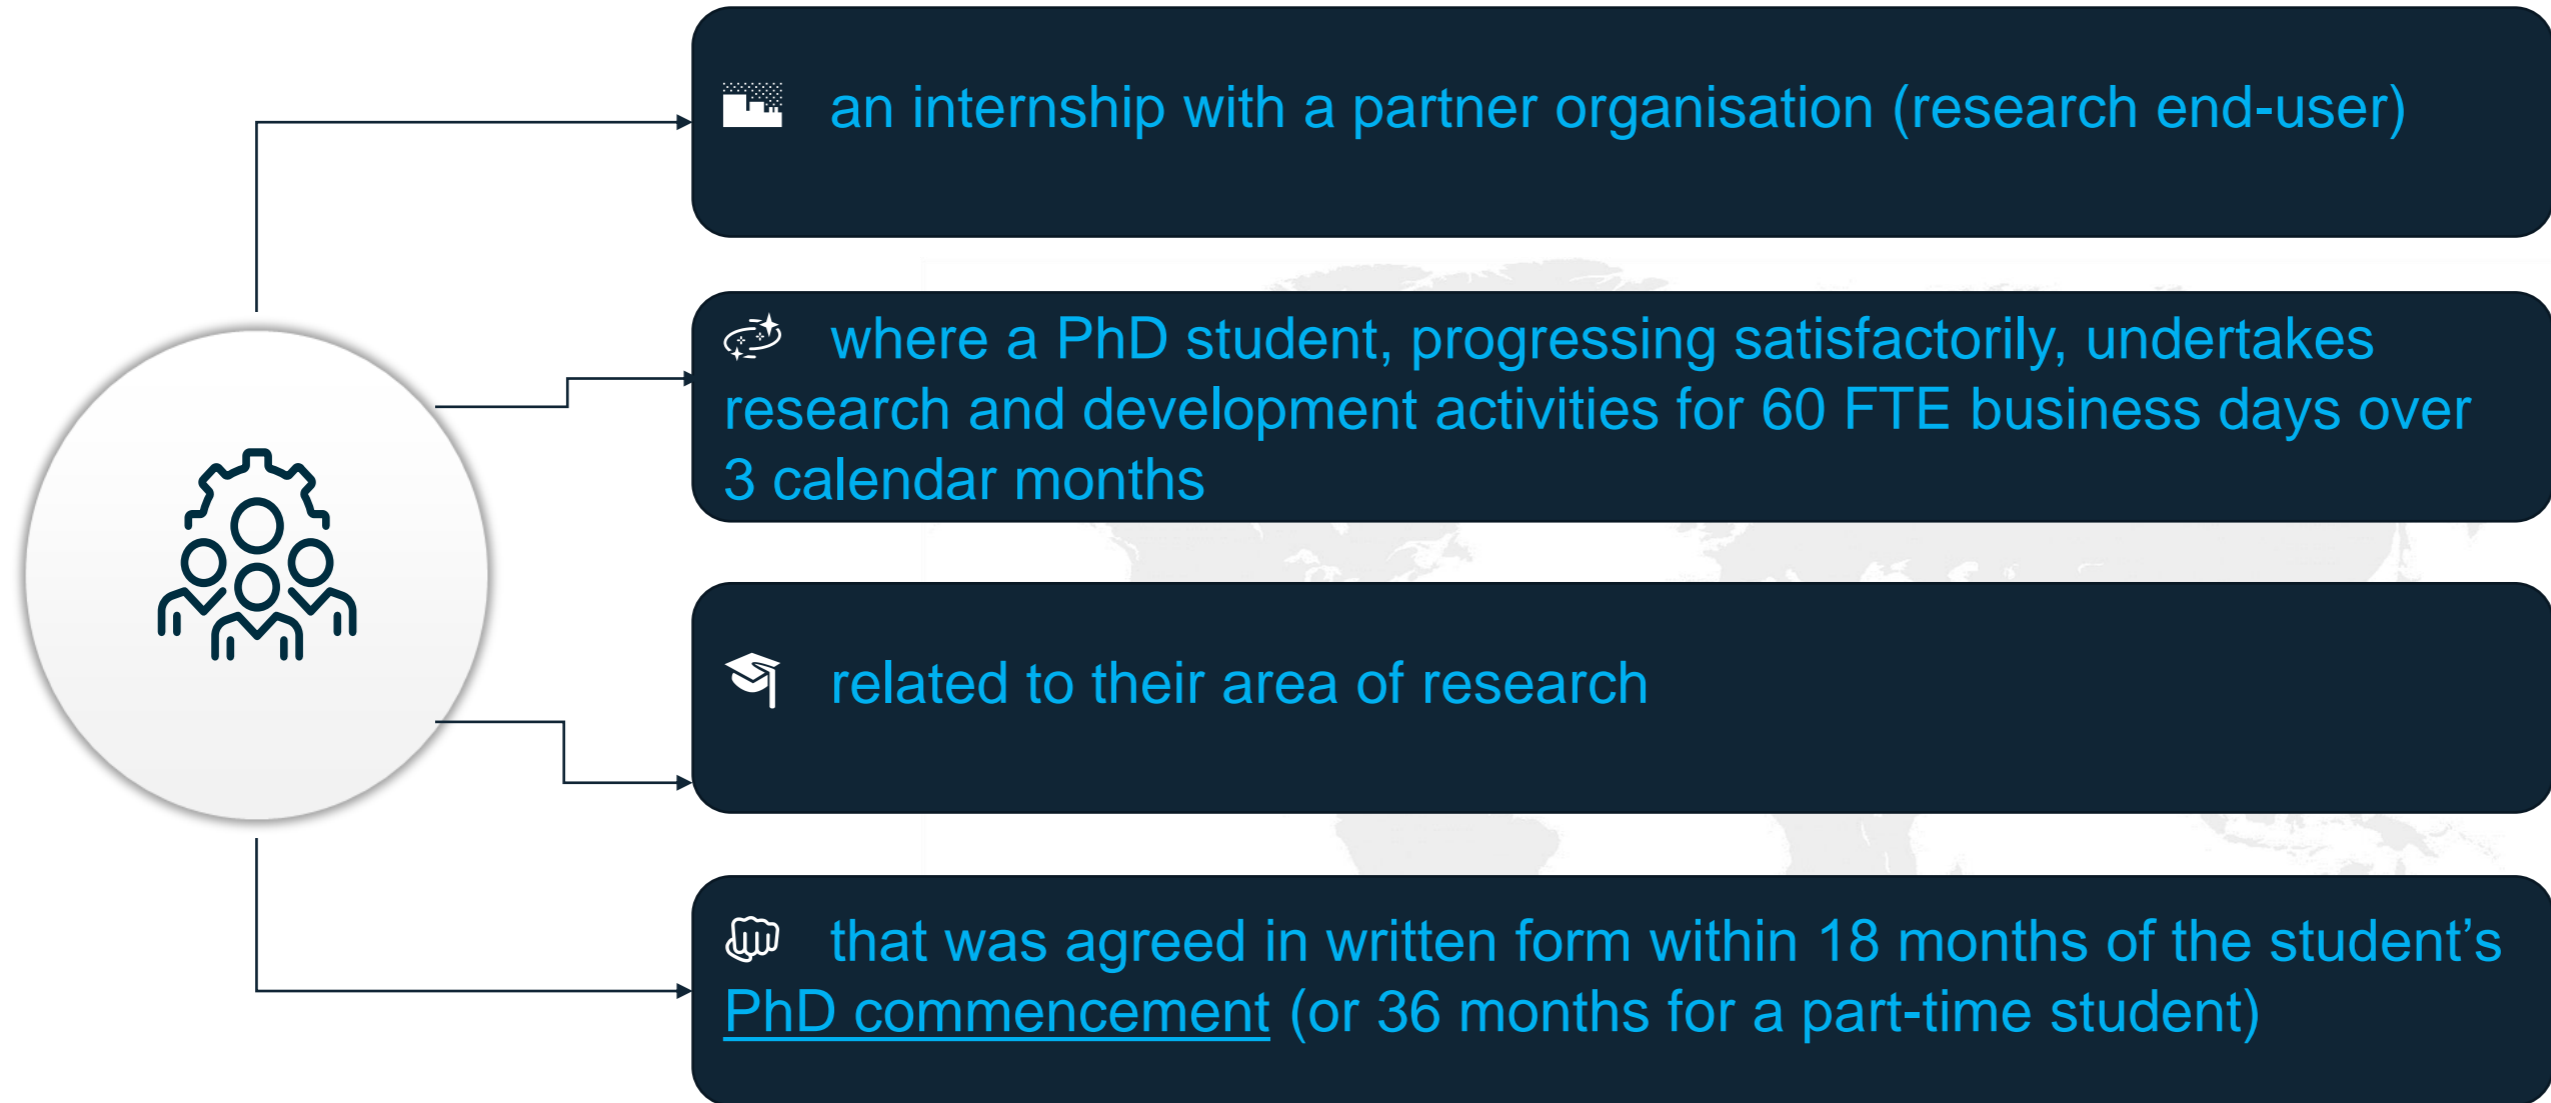 an internship with a partner organisation (research end-user)
where a PhD student, progressing satisfactorily, undertakes
research and development activities for 60 FTE business days over
3 calendar months
related to their area of research
that was agreed in written form within 18 months of the student’s
PhD commencement (or 36 months for a part-time student)